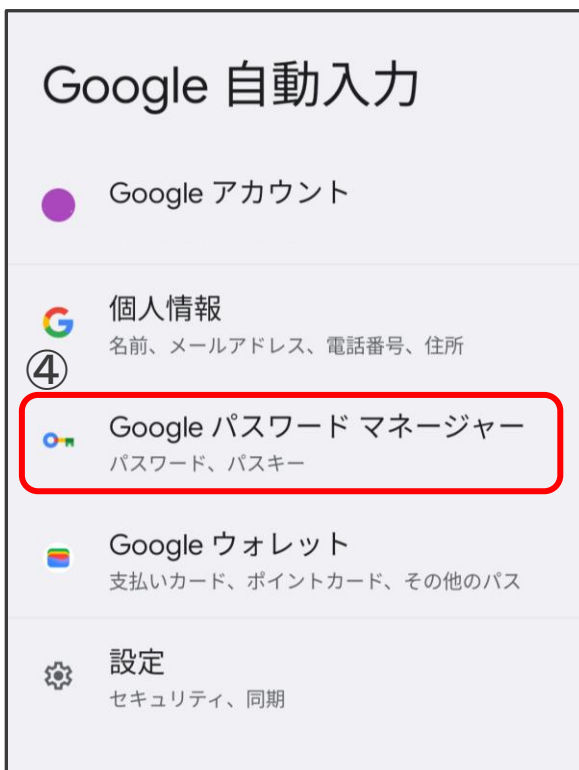 Google 自動入力
Google アカウント
個人情報
名前、メールアドレス、電話番号、住所
④
Google パスワード マネージャー
パスワード、パスキー
Google ウォレット
支払いカード、ポイントカード、その他のパス
設定
セキュリティ、同期